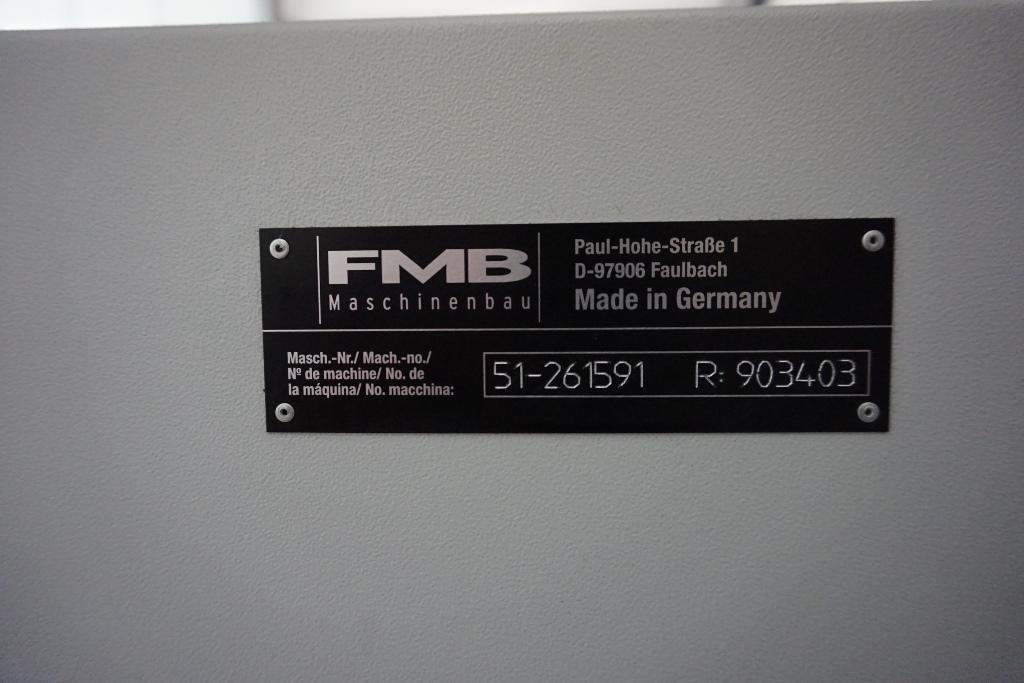 FMB
Maschinenbau
Paul-Hohe-Straße 1
D-97906 Faulbach
Made in Germany
Masch.-Nr./ Mach.-no./
Nº de machine/ No. de
la máquina/ No. macchina:
51-261591 R: 903403